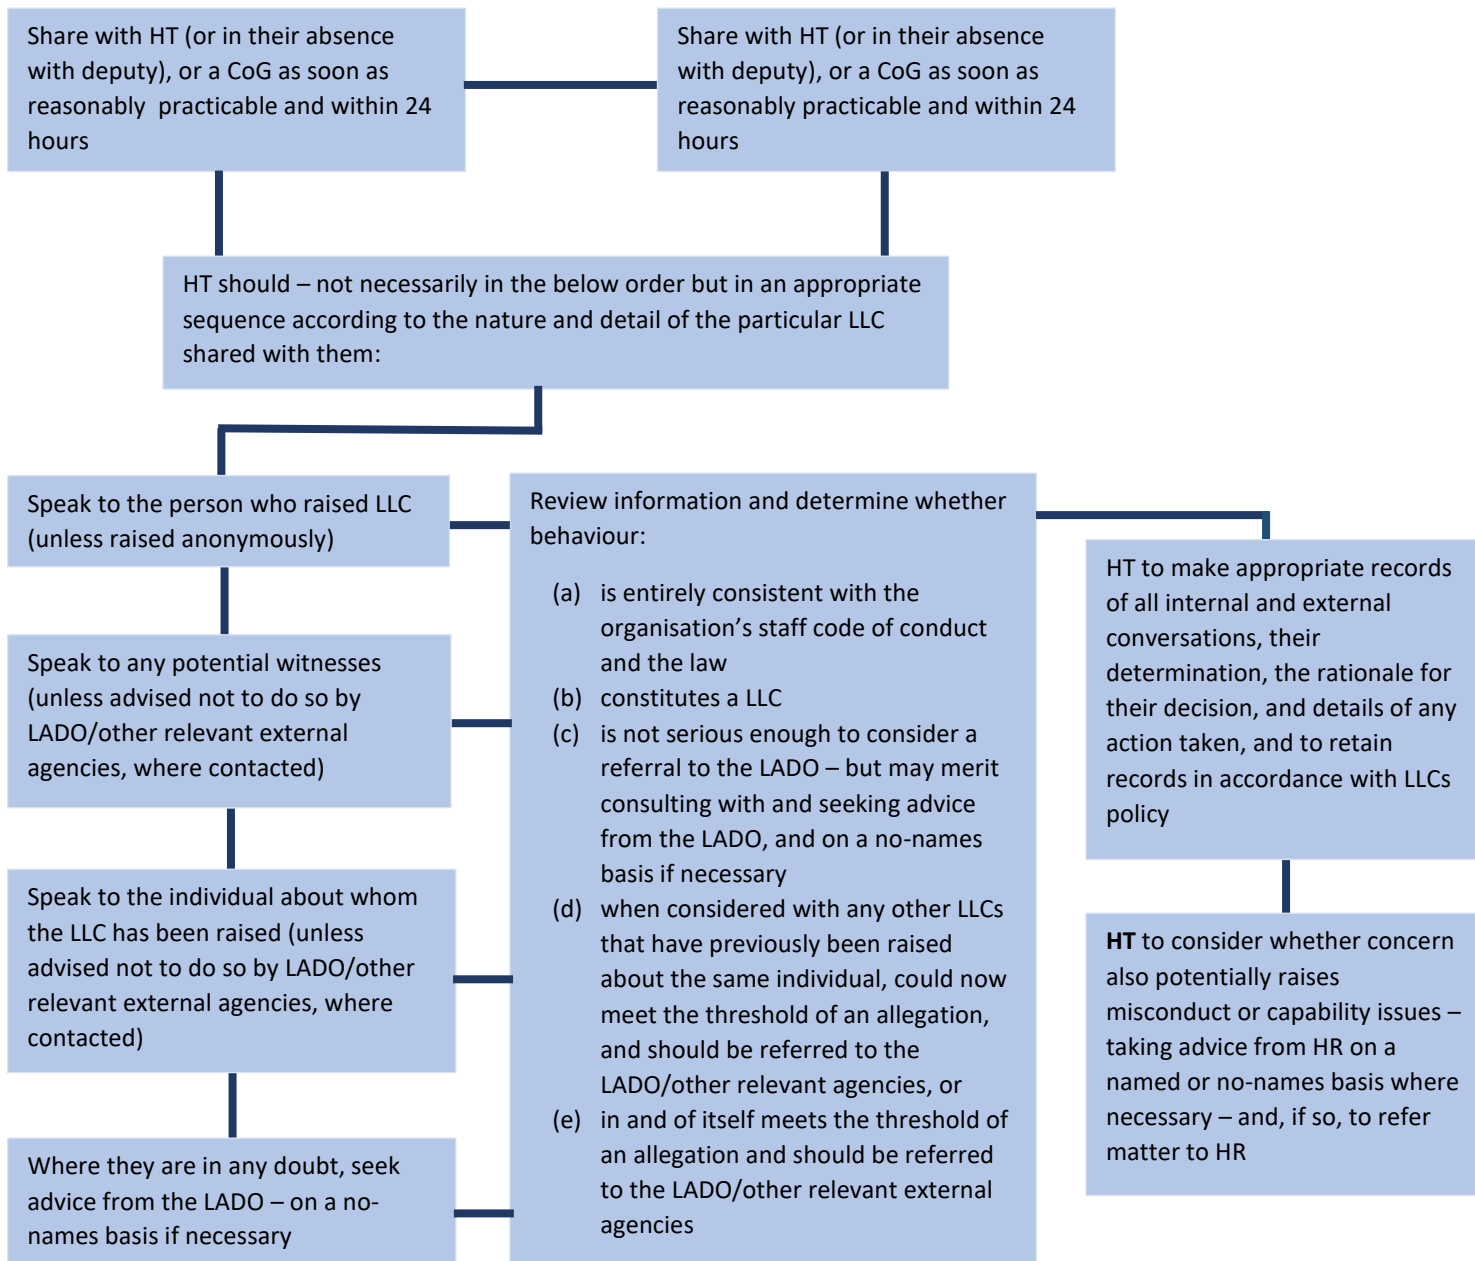 Share with HT (or in their absence
with deputy), or a CoG as soon as
reasonably  practicable and within 24
hours
Share with HT (or in their absence
with deputy), or a CoG as soon as
reasonably practicable and within 24
hours
HT should – not necessarily in the below order but in an appropriate
sequence according to the nature and detail of the particular LLC
shared with them:
Speak to the person who raised LLC
(unless raised anonymously)
Speak to any potential witnesses
(unless advised not to do so by
LADO/other relevant external
agencies, where contacted)
Speak to the individual about whom
the LLC has been raised (unless
advised not to do so by LADO/other
relevant external agencies, where
contacted)
Where they are in any doubt, seek
advice from the LADO – on a no-
names basis if necessary
Review information and determine whether
behaviour:
(a) is entirely consistent with the
organisation’s staff code of conduct
and the law
(b) constitutes a LLC
(c) is not serious enough to consider a
referral to the LADO – but may merit
consulting with and seeking advice
from the LADO, and on a no-names
basis if necessary
(d) when considered with any other LLCs
that have previously been raised
about the same individual, could now
meet the threshold of an allegation,
and should be referred to the
LADO/other relevant agencies, or
(e) in and of itself meets the threshold of
an allegation and should be referred
to the LADO/other relevant external
agencies
HT to make appropriate records
of all internal and external
conversations, their
determination, the rationale for
their decision, and details of any
action taken, and to retain
records in accordance with LLCs
policy
HT to consider whether concern
also potentially raises
misconduct or capability issues –
taking advice from HR on a
named or no-names basis where
necessary – and, if so, to refer
matter to HR